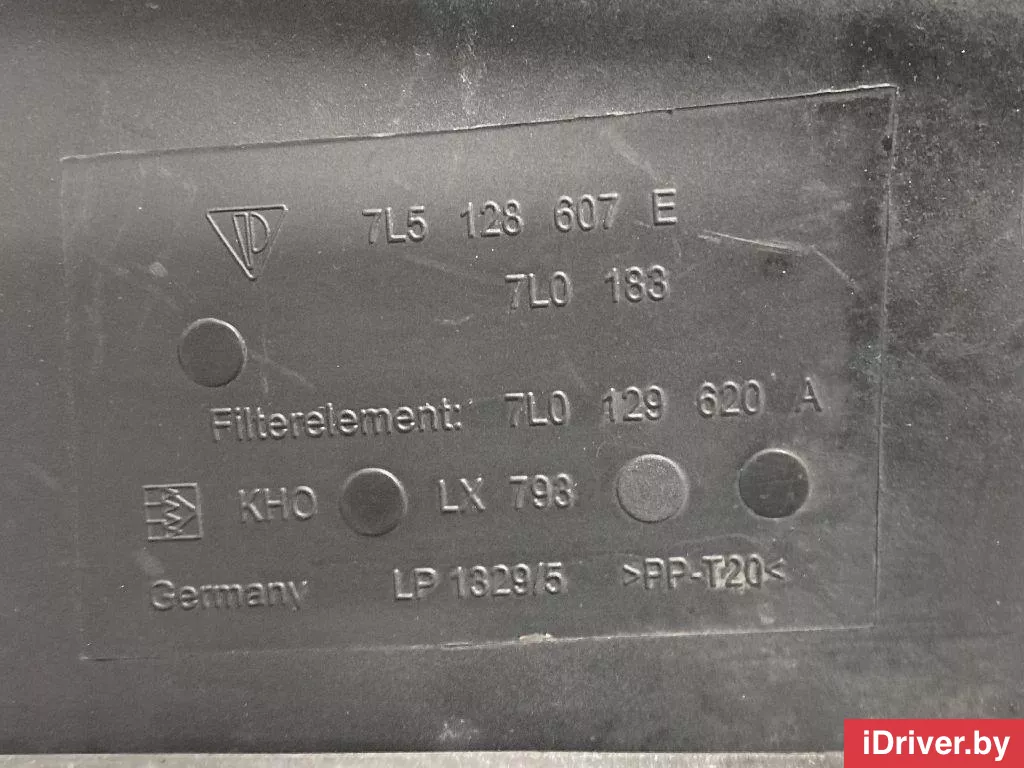 7L5 128 607 E
7L0 183
Filterelement: 7L0 129 620 A
KHO LX 793
Germany LP 1329/5 >PP-T20<
iDriver.by